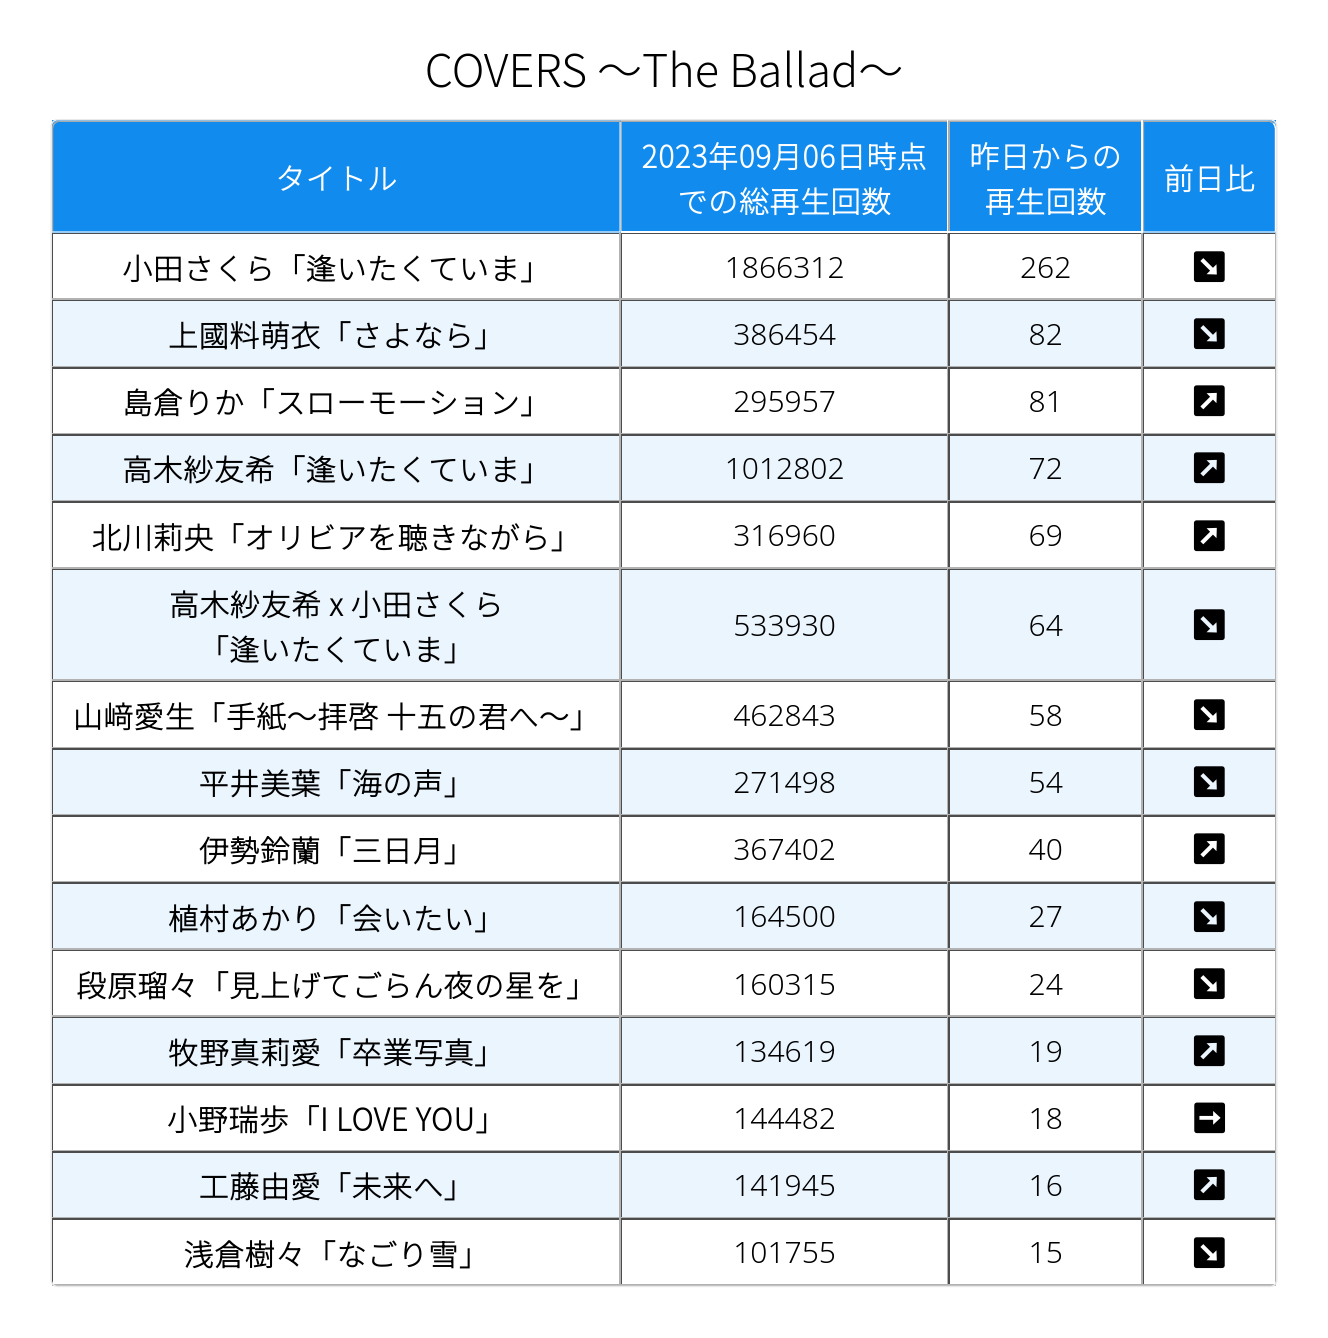 COVERS ～The Ballad～
タイトル
2023年09月06日時点
での総再生回数
昨日からの
再生回数
前日比
小田さくら「逢いたくていま」 1866312 262 ↘
上國料萌衣「さよなら」 386454 82 ↘
島倉りか「スローモーション」 295957 81 ↗
高木紗友希「逢いたくていま」 1012802 72 ↗
北川莉央「オリビアを聴きながら」 316960 69 ↗
高木紗友希 x 小田さくら
「逢いたくていま」 533930 64 ↘
山﨑愛生「手紙～拝啓 十五の君へ～」 462843 58 ↘
平井美葉「海の声」 271498 54 ↘
伊勢鈴蘭「三日月」 367402 40 ↗
植村あかり「会いたい」 164500 27 ↘
段原瑠々「見上げてごらん夜の星を」 160315 24 ↘
牧野真莉愛「卒業写真」 134619 19 ↗
小野瑞歩「I LOVE YOU」 144482 18 →
工藤由愛「未来へ」 141945 16 ↗
浅倉樹々「なごり雪」 101755 15 ↘